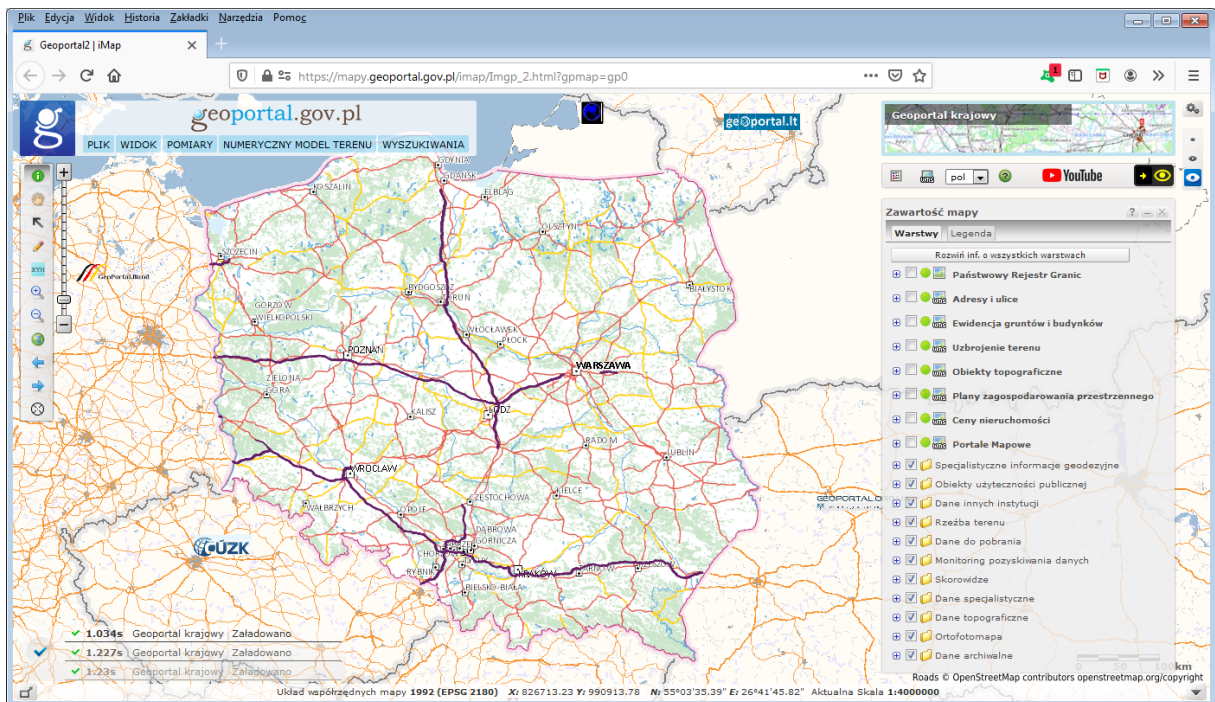 Plik Edycja Widok Historia Zakładki Narzędzia Pomoc
Geoportal2 | iMap
https://mapy.geoportal.gov.pl/imap/Imgp_2.html?gpmap=gp0
geoportal.gov.pl
PLIK WIDOK POMIARY NUMERYCZNY MODEL TERENU WYSZUKIWANIA
ge@portal.lt
Geoportal krajowy
pol
YouTube
Zawartość mapy
Warstwy Legenda
Rozwiń inf. o wszystkich warstwach
Państwowy Rejestr Granic
Adresy i ulice
Ewidencja gruntów i budynków
Uzbrojenie terenu
Obiekty topograficzne
Plany zagospodarowania przestrzennego
Ceny nieruchomości
Portale Mapowe
Specjalistyczne informacje geodezyjne
Obiekty użyteczności publicznej
Dane innych instytucji
Rzeźba terenu
Dane do pobrania
Monitoring pozyskiwania danych
Skorowidze
Dane specjalistyczne
Dane topograficzne
Ortofotomapa
Dane archiwalne
XYH
GeoPortal.Bund
GDYNIA
GDAŃSK
KOSZALIN
ELBLĄG
OLSZTYN
SZCZECIN
BYDGOSZCZ
TORUŃ
BIAŁYSTOK
GORZÓW
WIELKOPOLSKI
WŁOCŁAWEK
PŁOCK
POZNAŃ
WARSZAWA
ZIELONA
GÓRA
KALISZ
ŁÓDŹ
RADOM
LUBLIN
WROCŁAW
WAŁBRZYCH
OPOLE
CZĘSTOCHOWA
KIELCE
GEOPORTAL.O
DĄBROWA
GÓRNICZA
RYBNIK
KRAKÓW
BIELSKO-BIAŁA
ČÚZK
1.034s Geoportal krajowy Załadowano
1.227s Geoportal krajowy Załadowano
1.23s Geoportal krajowy Załadowano
0 50 100km
Roads © OpenStreetMap contributors openstreetmap.org/copyright
Układ współrzędnych mapy 1992 (EPSG 2180) X: 826713.23 Y: 990913.78 N: 55°03'35.39" E: 26°41'45.82" Aktualna Skala 1:4000000